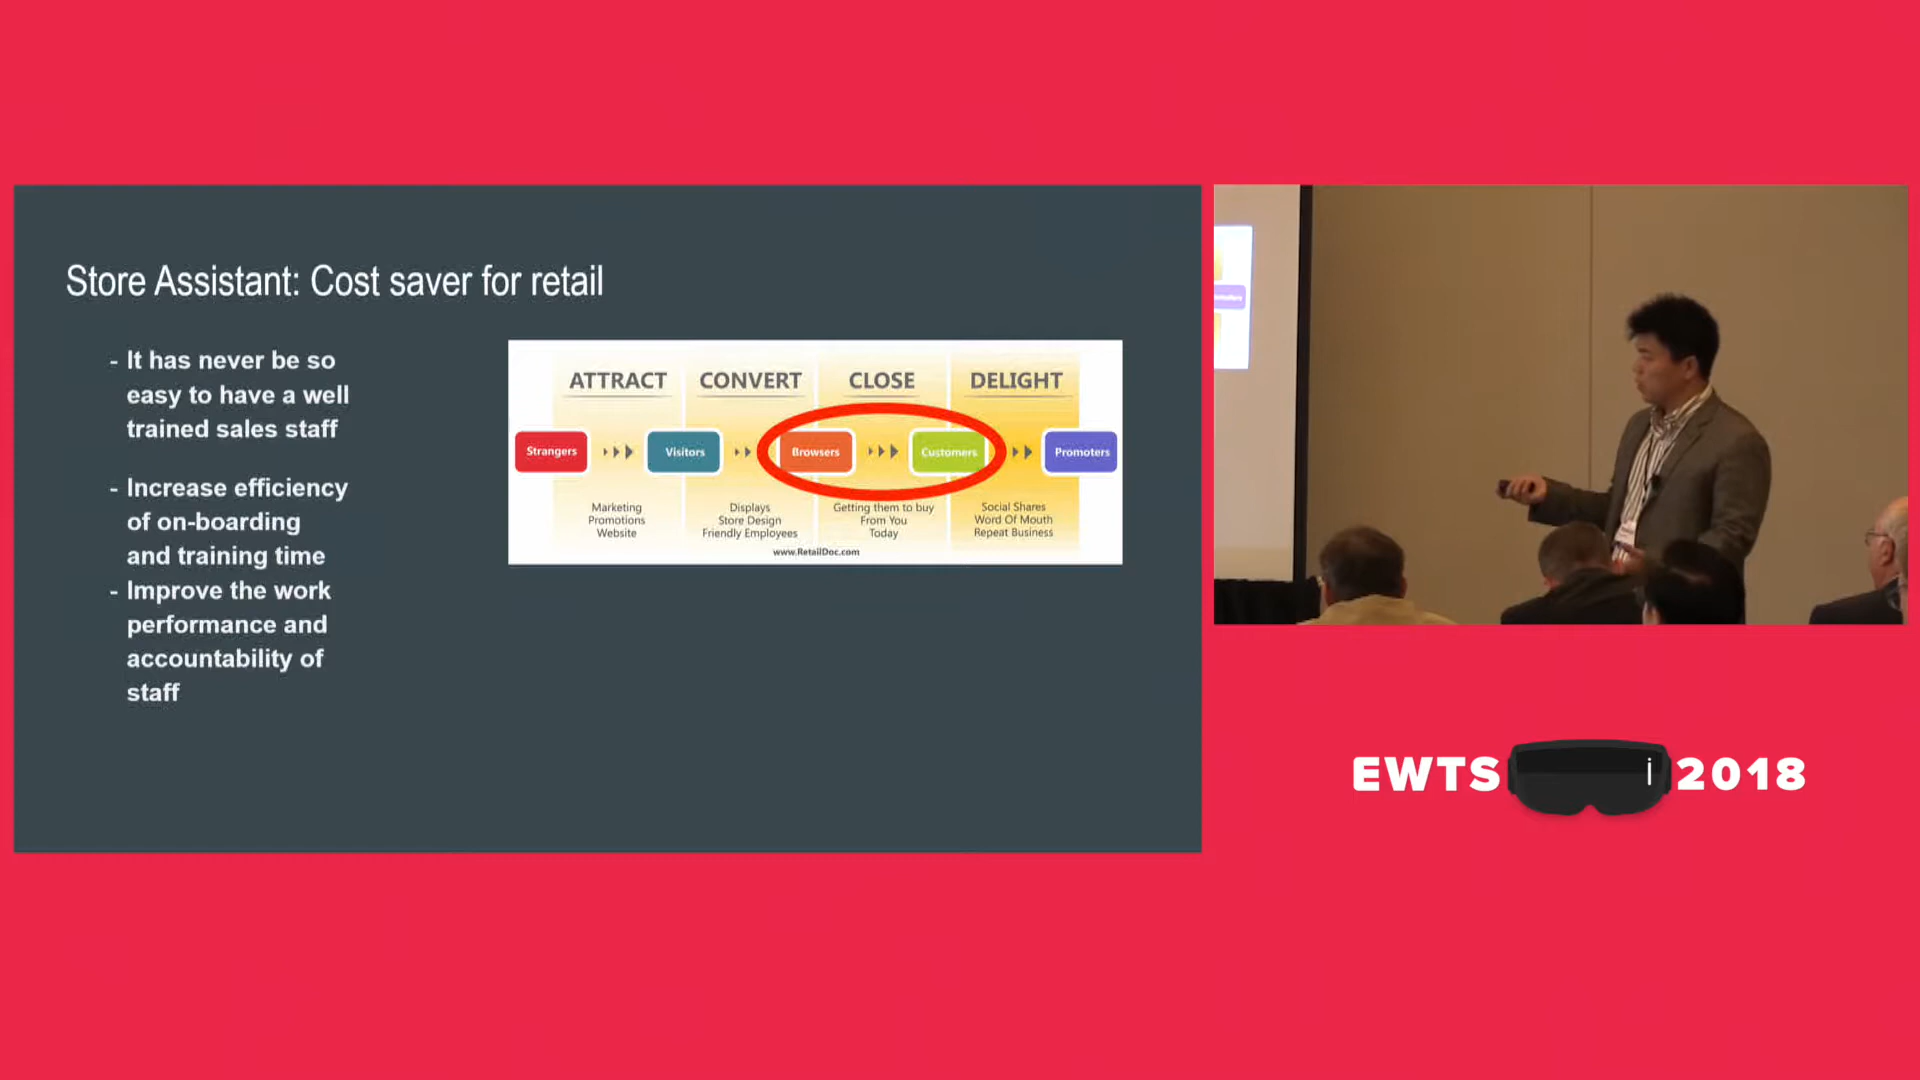 Store Assistant: Cost saver for retail
- It has never be so
easy to have a well
trained sales staff
- Increase efficiency
of on-boarding
and training time
- Improve the work
performance and
accountability of
staff
ATTRACT CONVERT CLOSE DELIGHT
Strangers Visitors Browsers Customers Promoters
Marketing
Promotions
Website
Displays
Store Design
Friendly Employees
Getting them to buy
From You
Today
Social Shares
Word Of Mouth
Repeat Business
www.RetailDoc.com
EWTS 2018